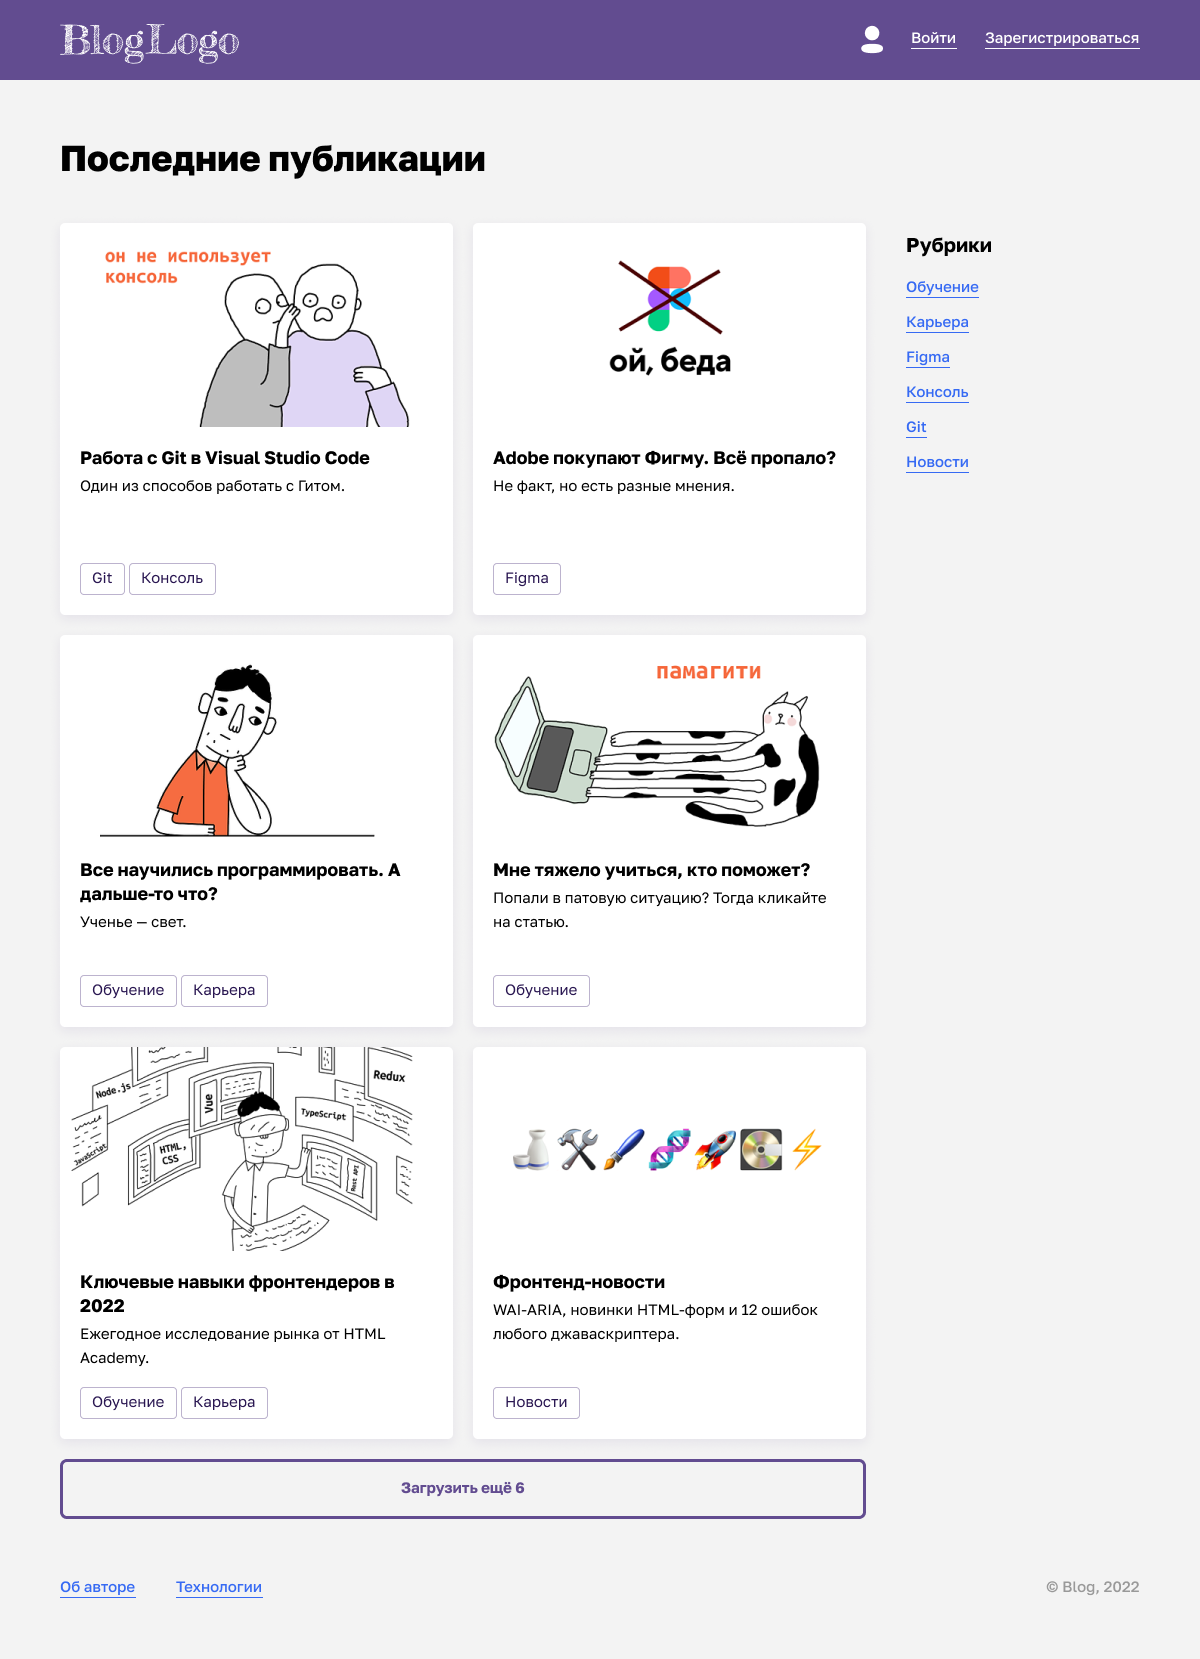 BlogLogo
Войти
Зарегистрироваться
Последние публикации
он не использует
консоль
Работа с Git в Visual Studio Code
Один из способов работать с Гитом.
Git
Консоль
ой, беда
Adobe покупают Фигму. Всё пропало?
Не факт, но есть разные мнения.
Figma
Рубрики
Обучение
Карьера
Figma
Консоль
Git
Новости
Все научились программировать. А
дальше-то что?
Ученье — свет.
Обучение
Карьера
памагити
Мне тяжело учиться, кто поможет?
Попали в патовую ситуацию? Тогда кликайте
на статью.
Обучение
Node.js
Vue
Redux
TypeScript
JavaScript
HTML,
CSS
Rest API
Ключевые навыки фронтендеров в
2022
Ежегодное исследование рынка от HTML
Academy.
Обучение
Карьера
Фронтенд-новости
WAI-ARIA, новинки HTML-форм и 12 ошибок
любого джаваскриптера.
Новости
Загрузить ещё 6
Об авторе
Технологии
© Blog, 2022